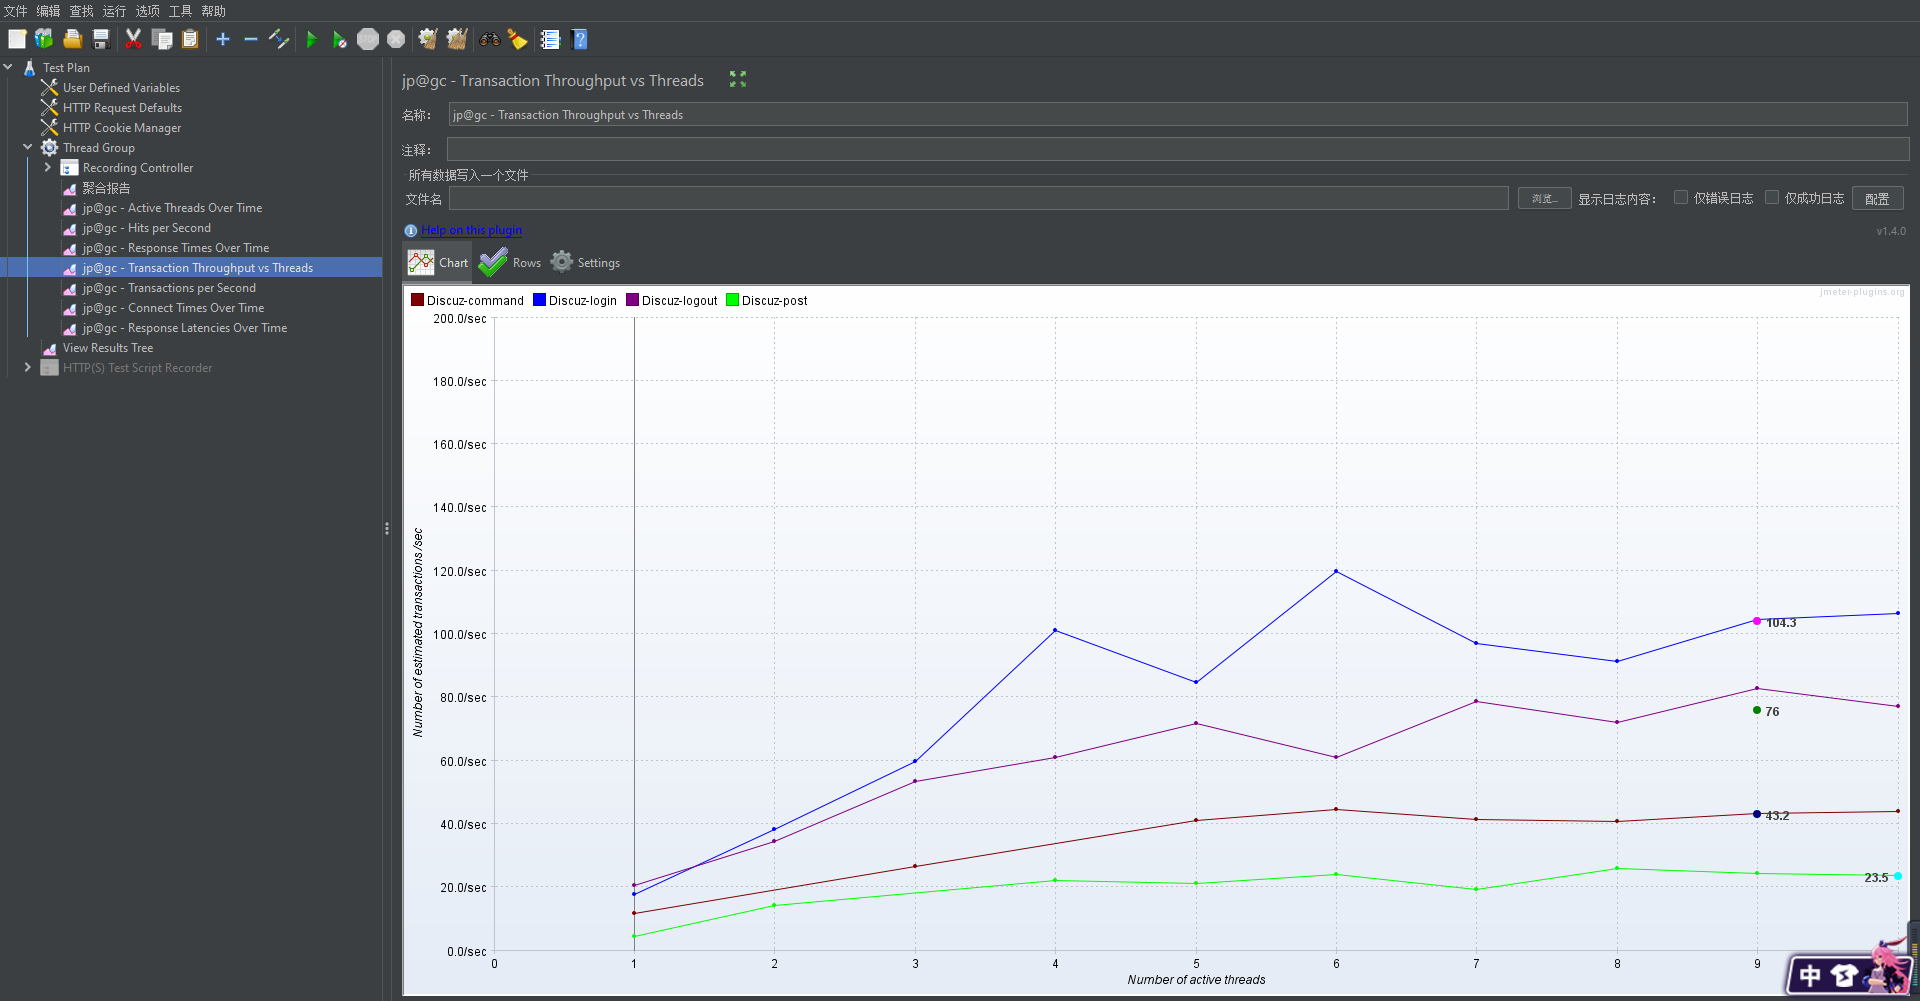 文件 编辑 查找 运行 选项 工具 帮助
Test Plan
User Defined Variables
HTTP Request Defaults
HTTP Cookie Manager
Thread Group
Recording Controller
聚合报告
jp@gc - Active Threads Over Time
jp@gc - Hits per Second
jp@gc - Response Times Over Time
jp@gc - Transaction Throughput vs Threads
jp@gc - Transactions per Second
jp@gc - Connect Times Over Time
jp@gc - Response Latencies Over Time
View Results Tree
HTTP(S) Test Script Recorder
jp@gc - Transaction Throughput vs Threads
名称： jp@gc - Transaction Throughput vs Threads
注释：
所有数据写入一个文件
文件名 浏览... 显示日志内容： 仅错误日志 仅成功日志 配置
Help on this plugin v1.4.0
Chart Rows Settings
Discuz-command Discuz-login Discuz-logout Discuz-post
jmeter-plugins.org
200.0/sec
180.0/sec
160.0/sec
140.0/sec
120.0/sec
100.0/sec
80.0/sec
60.0/sec
40.0/sec
20.0/sec
0.0/sec
Number of estimated transactions /sec
104.3
76
43.2
23.5
0 1 2 3 4 5 6 7 8 9
Number of active threads
中